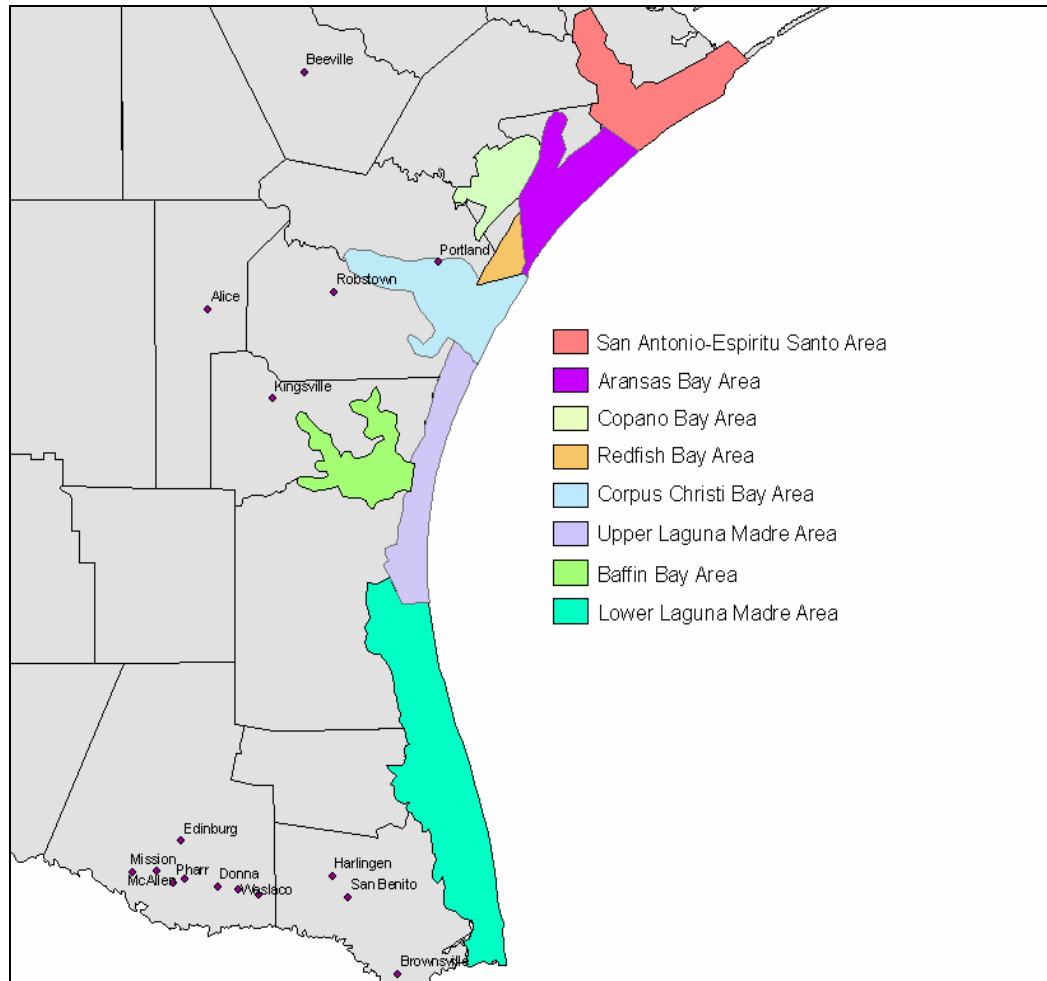 Beeville
Portland
Robstown
Alice
Kingsville
San Antonio-Espiritu Santo Area
Aransas Bay Area
Copano Bay Area
Redfish Bay Area
Corpus Christi Bay Area
Upper Laguna Madre Area
Baffin Bay Area
Lower Laguna Madre Area
Edinburg
Mission
McAllen
Pharr
Donna
Weslaco
Harlingen
San Benito
Brownsville